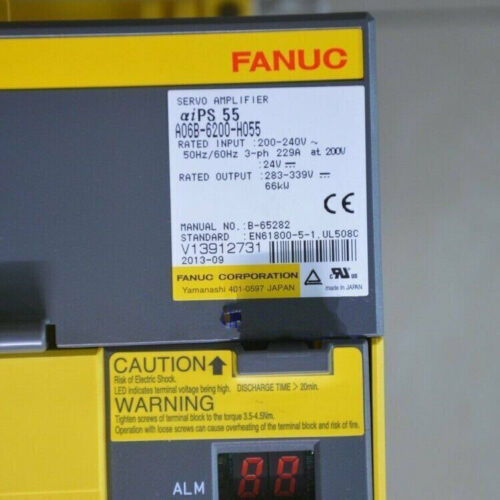 FANUC
SERVO AMPLIFIER
αiPS 55
A06B-6200-H055
RATED INPUT :200-240V ~
50Hz/60Hz 3-ph 229A at 200V
:24V ⎓
RATED OUTPUT :283-339V ⎓
66kW
CE
MANUAL NO.:B-65282
STANDARD :EN61800-5-1.UL508C
V13912731
2013-09
FANUC CORPORATION
Yamanashi 401-0597 JAPAN
c RU us
made in JAPAN
CAUTION
Risk of Electric Shock.
LED indicates terminal voltage being high. DISCHARGE TIME > 20min.
WARNING
Tighten screws of terminal block to the torque 3.5-4.5Nm.
Operation with loose screws can cause overheating of the terminal block.
ALM
88